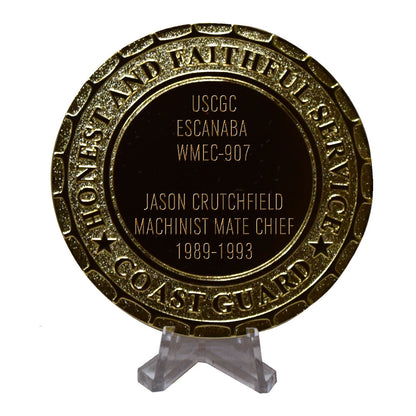 HONEST AND FAITHFUL SERVICE
USCGC
ESCANABA
WMEC-907
JASON CRUTCHFIELD
MACHINIST MATE CHIEF
1989-1993
★ COAST GUARD ★